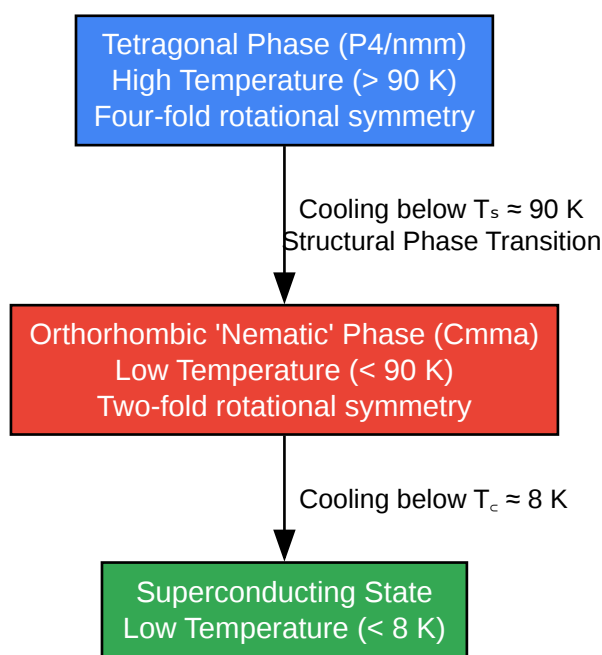 Tetragonal Phase (P4/nmm)
High Temperature (> 90 K)
Four-fold rotational symmetry
Cooling below Tₛ ≈ 90 K
Structural Phase Transition
Orthorhombic 'Nematic' Phase (Cmma)
Low Temperature (< 90 K)
Two-fold rotational symmetry
Cooling below T꜀ ≈ 8 K
Superconducting State
Low Temperature (< 8 K)